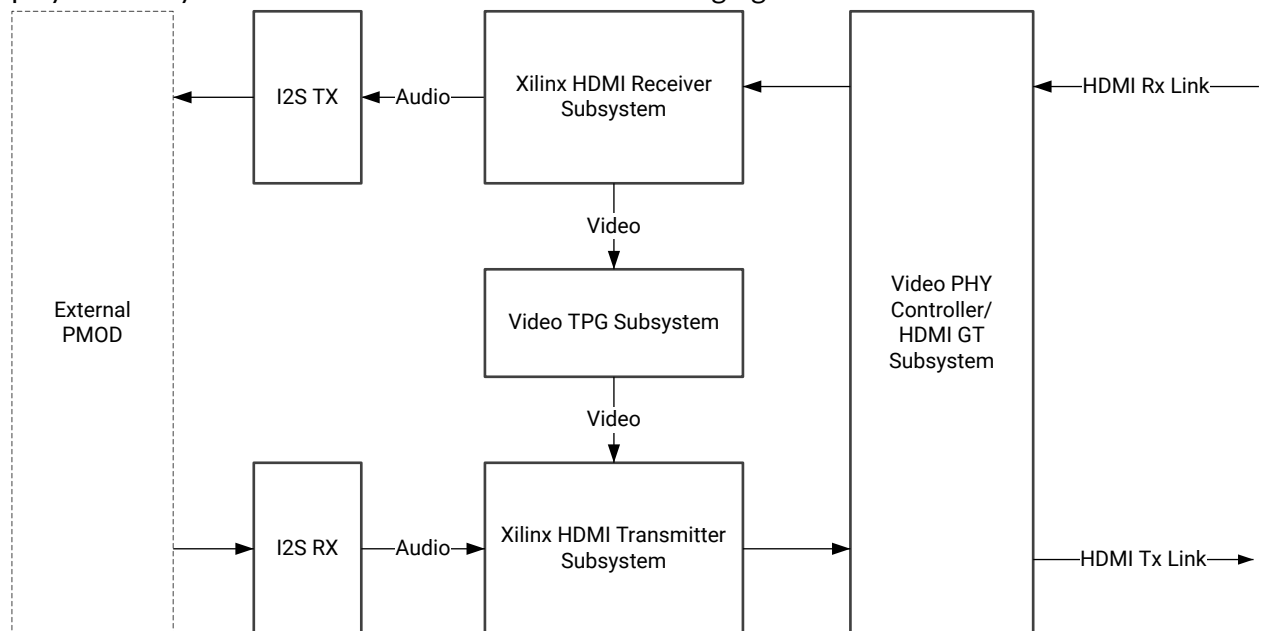 I2S TX
Audio
Xilinx HDMI Receiver
Subsystem
HDMI Rx Link
Video
External
PMOD
Video TPG Subsystem
Video PHY
Controller/
HDMI GT
Subsystem
Video
I2S RX
Audio
Xilinx HDMI Transmitter
Subsystem
HDMI Tx Link